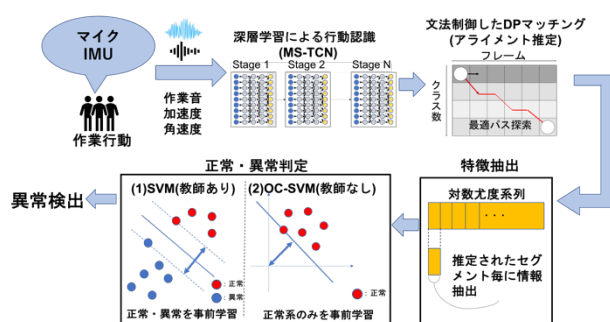 マイク
IMU
作業行動
作業音
加速度
角速度
深層学習による行動認識
(MS-TCN)
Stage 1
Stage 2
Stage N
文法制御したDPマッチング
(アライメント推定)
フレーム
クラス数
最適パス探索
特徴抽出
対数尤度系列
・・・
推定されたセグ
メント毎に情報
抽出
正常・異常判定
(1)SVM(教師あり)
(2)OC-SVM(教師なし)
:正常
:異常
:正常
正常・異常を事前学習
正常系のみを事前学習
異常検出